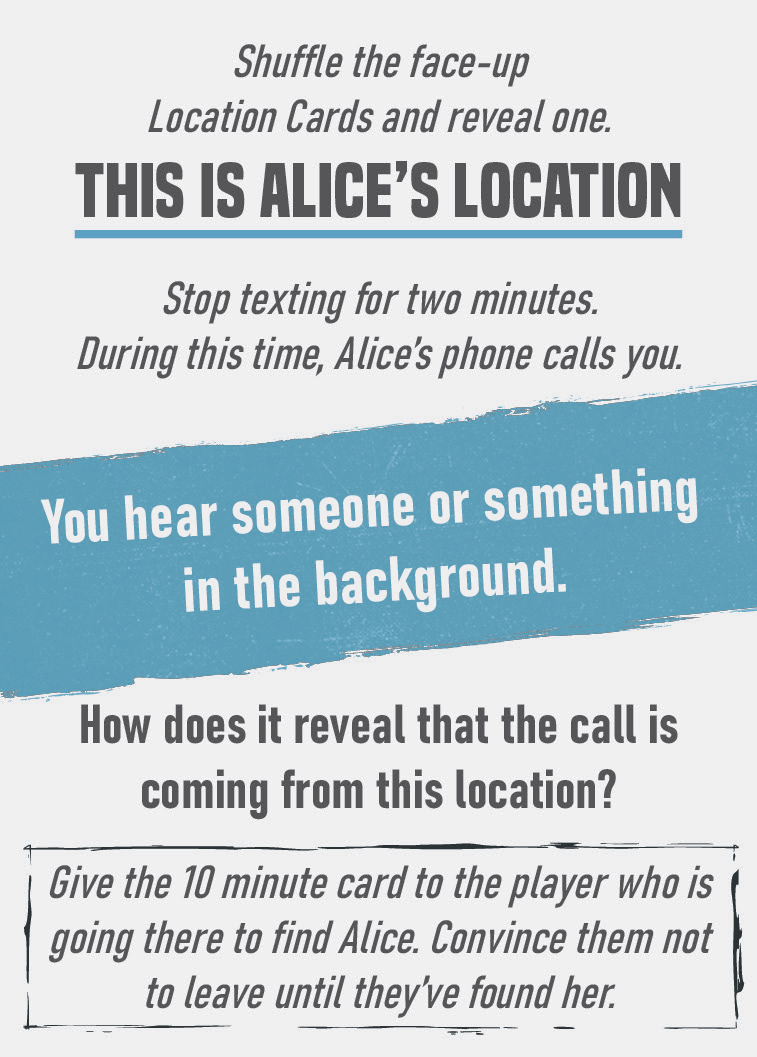 Shuffle the face-up
Location Cards and reveal one.
THIS IS ALICE’S LOCATION
Stop texting for two minutes.
During this time, Alice’s phone calls you.
You hear someone or something
in the background.
How does it reveal that the call is
coming from this location?
Give the 10 minute card to the player who is
going there to find Alice. Convince them not
to leave until they’ve found her.